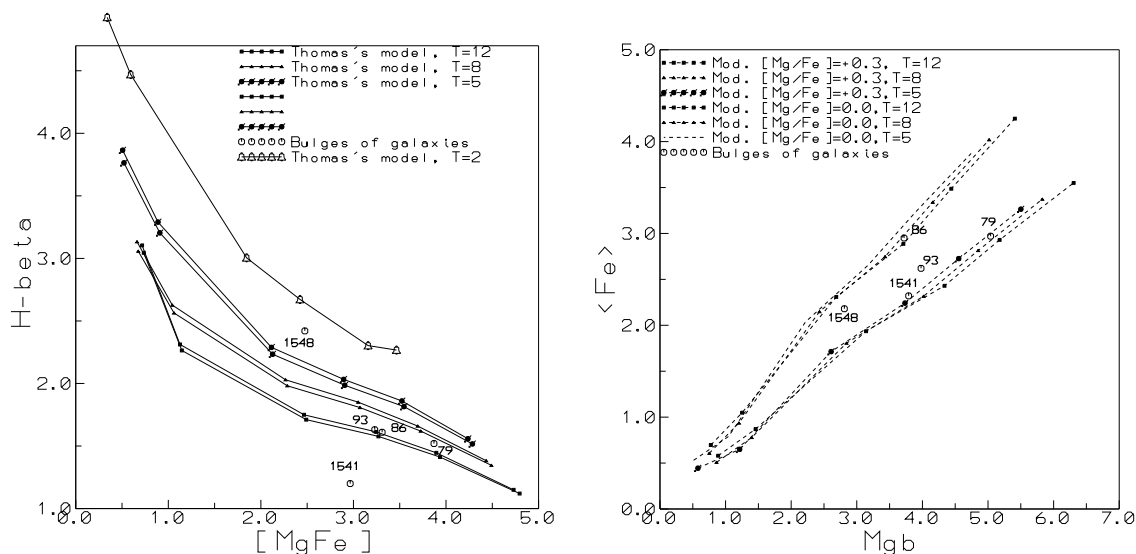 Thomas's model, T=12
Thomas's model, T=8
Thomas's model, T=5
Bulges of galaxies
Thomas's model, T=2
H-beta
4.0
3.0
2.0
1.0
1548
93
86
79
1541
0.0
1.0
2.0
3.0
4.0
5.0
[MgFe]
Mod. [Mg/Fe]=+0.3, T=12
Mod. [Mg/Fe]=+0.3,T=8
Mod. [Mg/Fe]=+0.3,T=5
Mod. [Mg/Fe]=0.0,T=12
Mod. [Mg/Fe]=0.0,T=8
Mod. [Mg/Fe]=0.0,T=5
Bulges of galaxies
<Fe>
5.0
4.0
3.0
2.0
1.0
0.0
79
86
93
1541
1548
0.0
1.0
2.0
3.0
4.0
5.0
6.0
7.0
Mgb